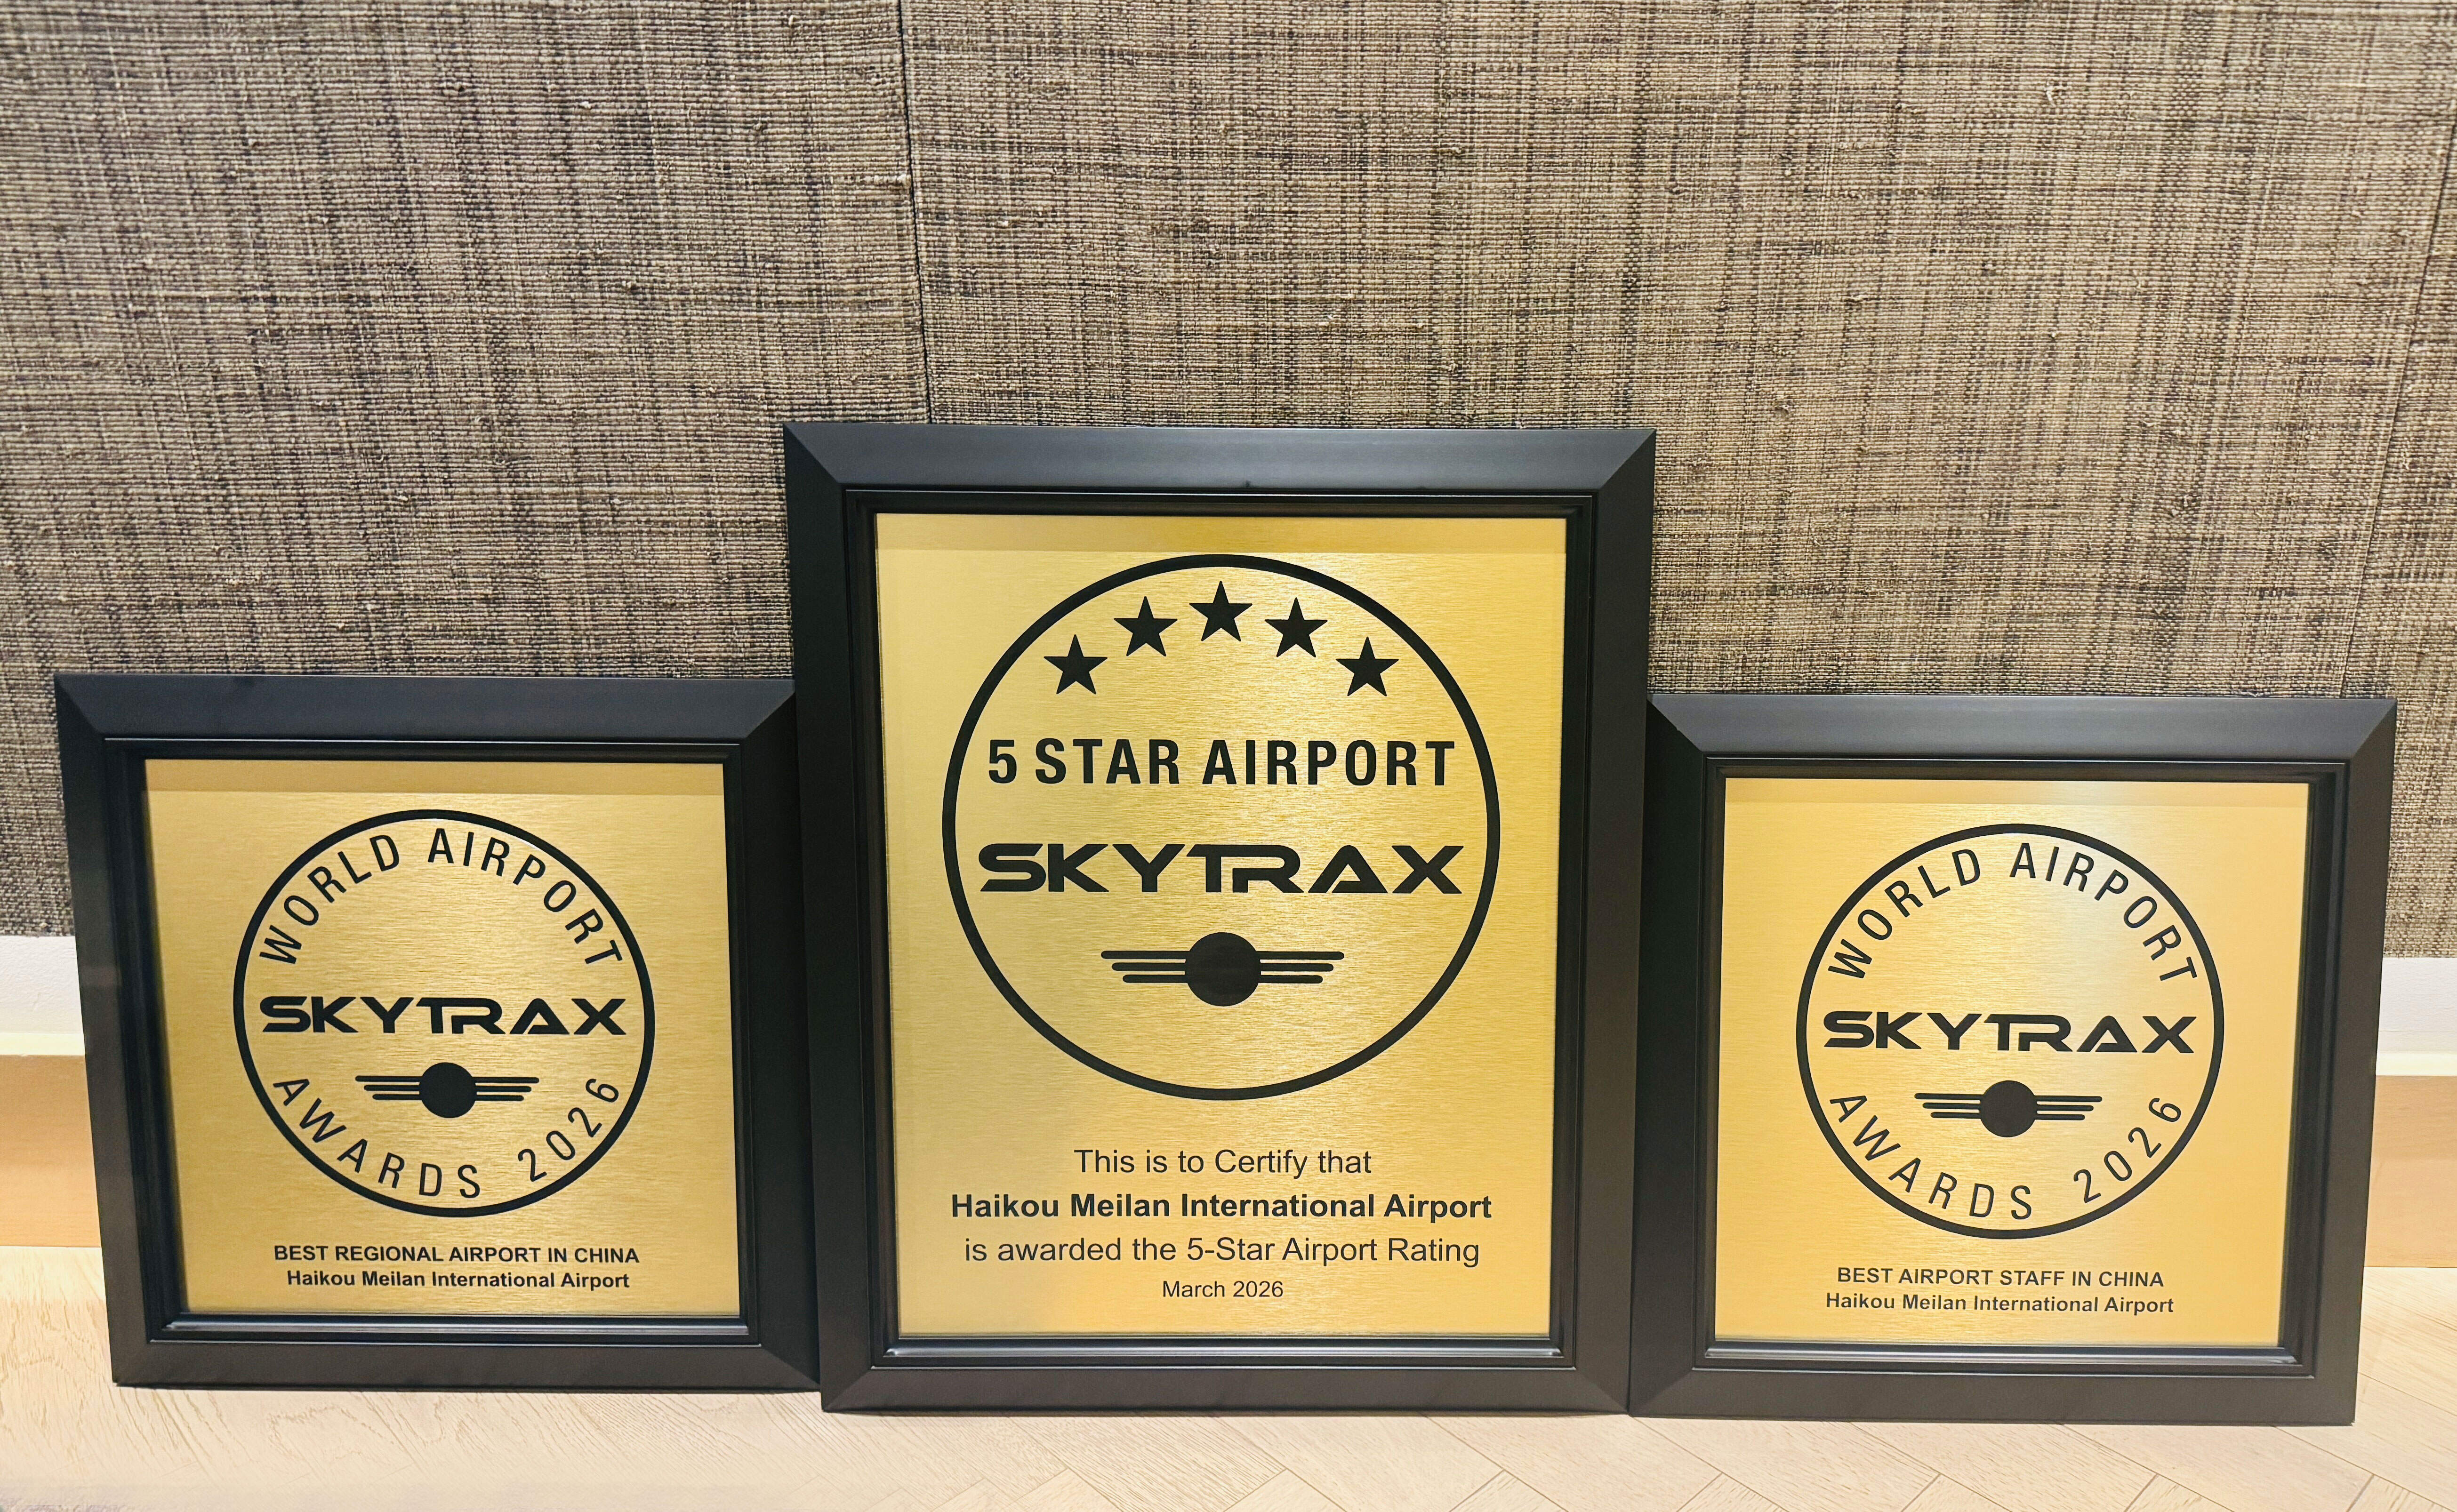 WORLD AIRPORT
SKYTRAX
AWARDS 2026
BEST REGIONAL AIRPORT IN CHINA
Haikou Meilan International Airport
5 STAR AIRPORT
SKYTRAX
This is to Certify that
Haikou Meilan International Airport
is awarded the 5-Star Airport Rating
March 2026
WORLD AIRPORT
SKYTRAX
AWARDS 2026
BEST AIRPORT STAFF IN CHINA
Haikou Meilan International Airport